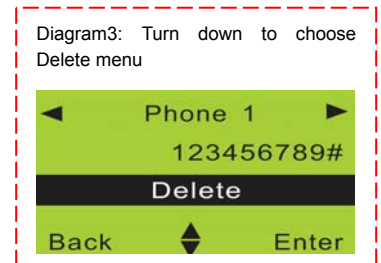 Diagram3: Turn down to choose
Delete menu
Phone 1
123456789#
Delete
Back Enter